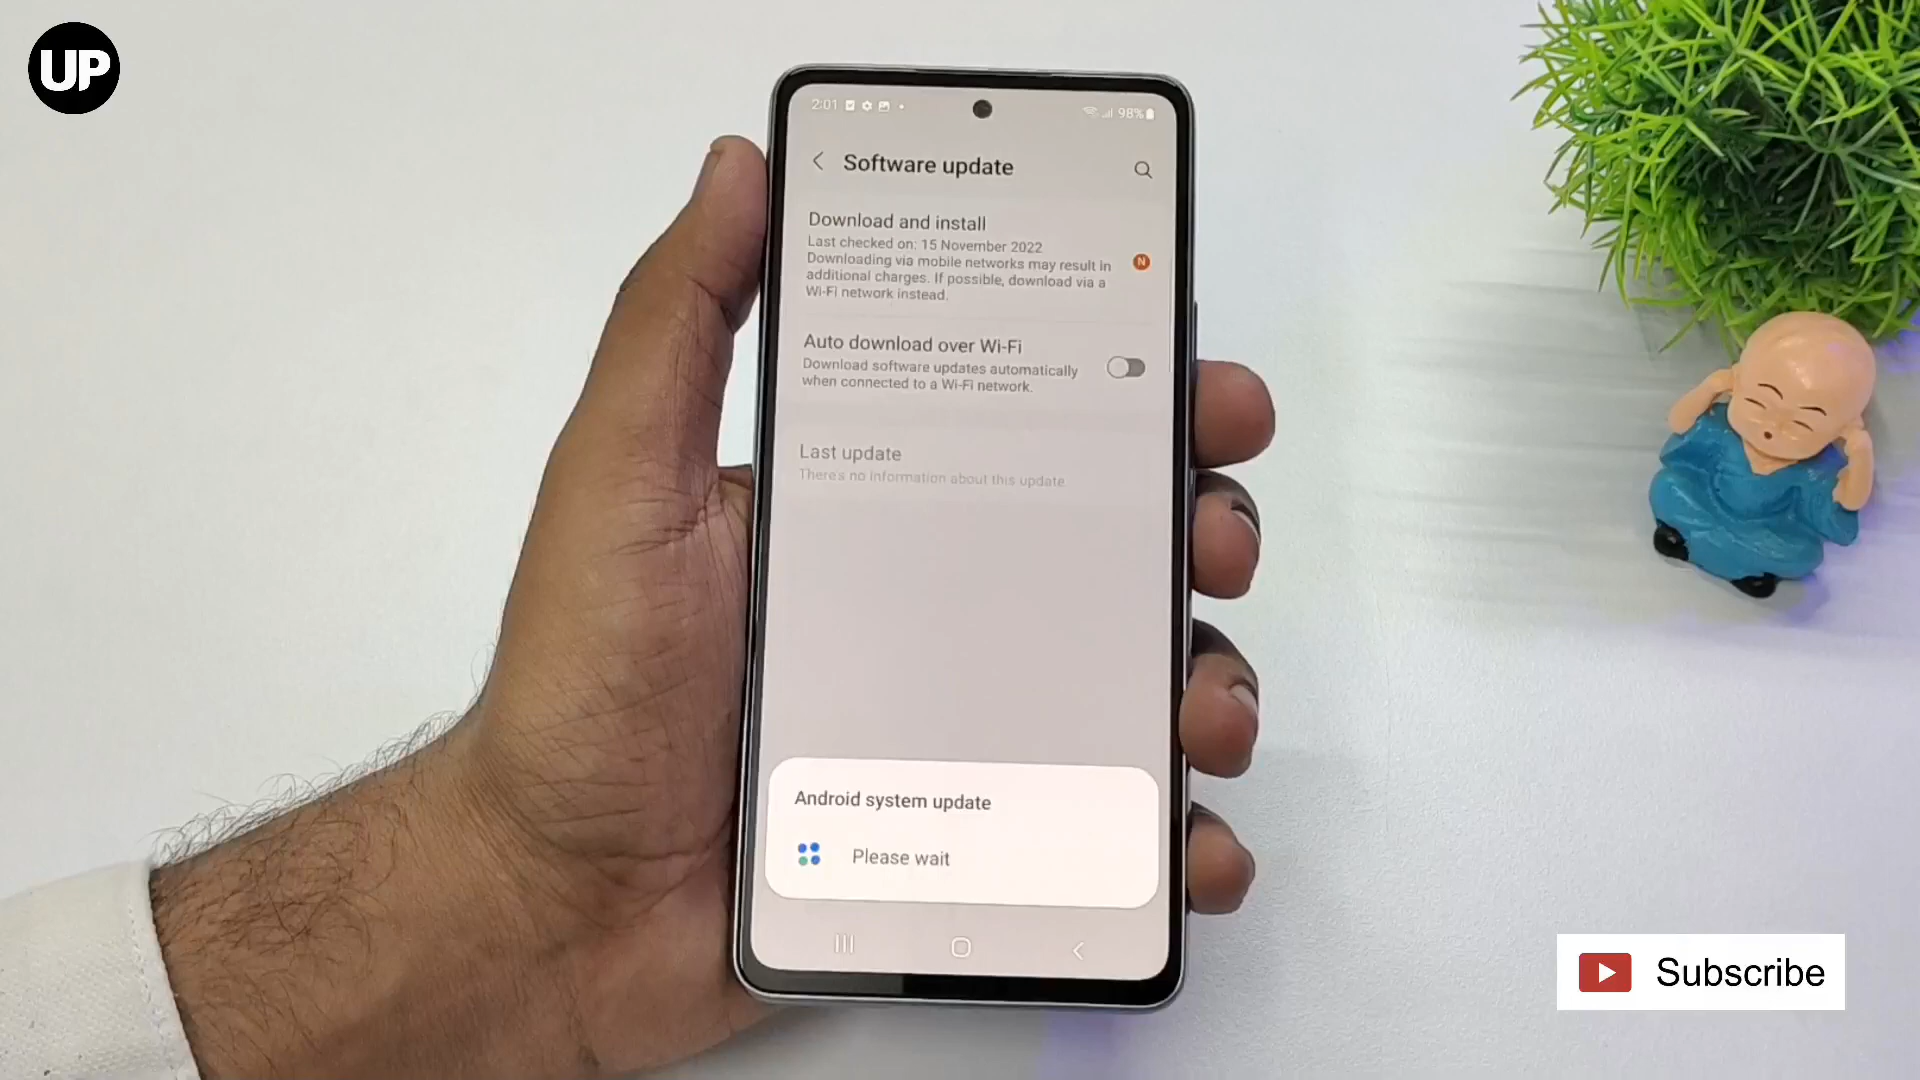 UP
2:01
98%
Software update
Download and install
Last checked on: 15 November 2022
Downloading via mobile networks may result in
additional charges. If possible, download via a
Wi-Fi network instead.
N
Auto download over Wi-Fi
Download software updates automatically
when connected to a Wi-Fi network.
Last update
There's no information about this update.
Android system update
Please wait
Subscribe